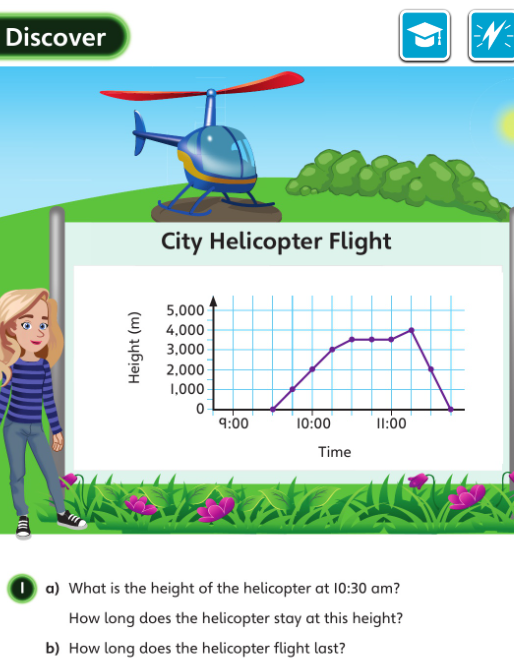 Discover
City Helicopter Flight
Height (m)
5,000
4,000
3,000
2,000
1,000
0
9:00 10:00 11:00
Time
1 a) What is the height of the helicopter at 10:30 am?
How long does the helicopter stay at this height?
b) How long does the helicopter flight last?